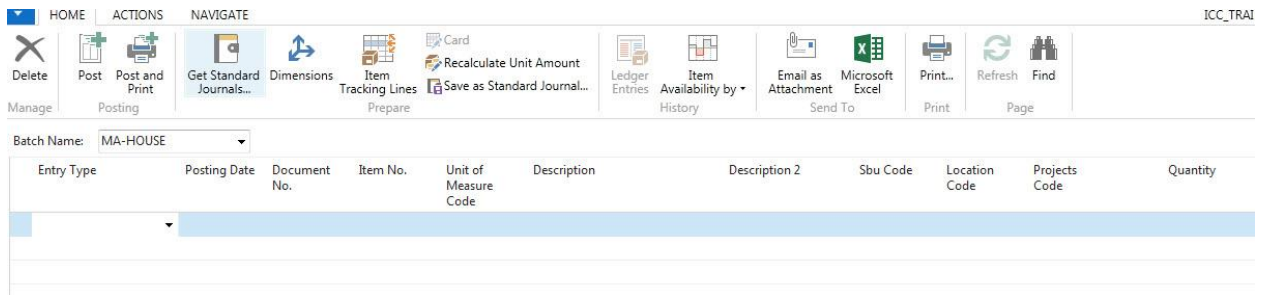 HOME ACTIONS NAVIGATE ICC_TRAI
Delete Post Post and Print Get Standard Journals... Dimensions Item Tracking Lines Card Recalculate Unit Amount Save as Standard Journal... Ledger Entries Item Availability by Email as Attachment Microsoft Excel Print... Refresh Find
Manage Posting Prepare History Send To Print Page
Batch Name: MA-HOUSE
Entry Type Posting Date Document No. Item No. Unit of Measure Code Description Description 2 Sbu Code Location Code Projects Code Quantity